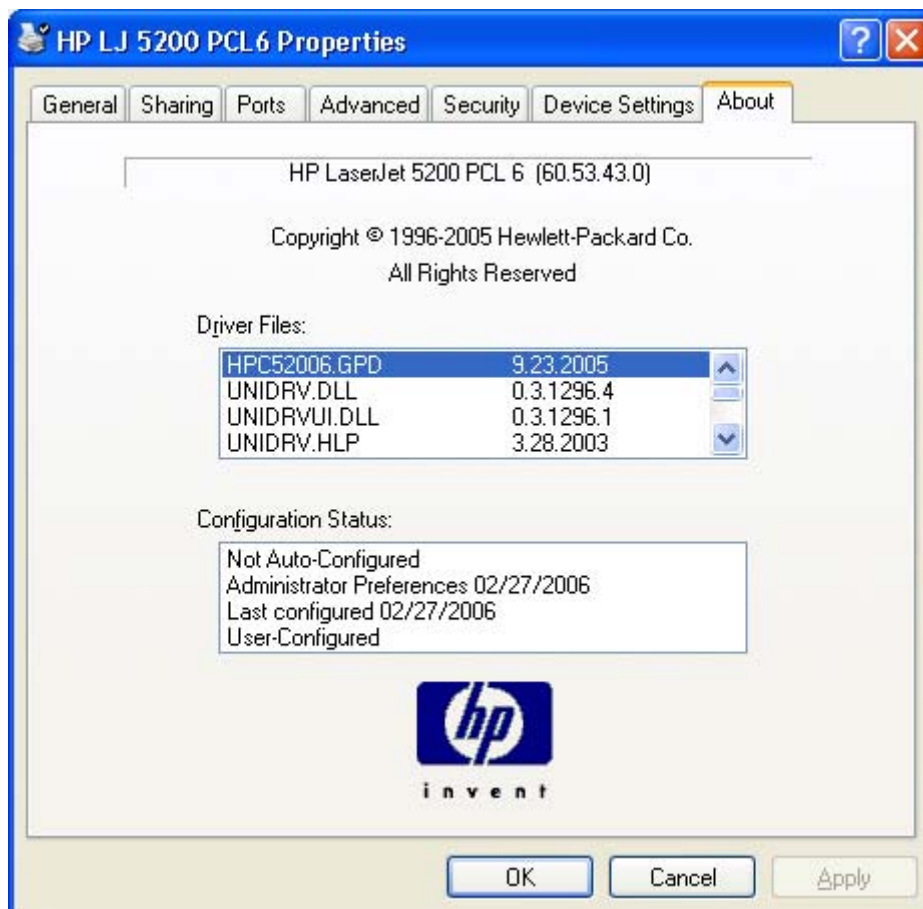 HP LJ 5200 PCL6 Properties
?
General Sharing Ports Advanced Security Device Settings About
HP LaserJet 5200 PCL 6 (60.53.43.0)
Copyright © 1996-2005 Hewlett-Packard Co.
All Rights Reserved
Driver Files:
HPC52006.GPD 9.23.2005
UNIDRV.DLL 0.3.1296.4
UNIDRVUI.DLL 0.3.1296.1
UNIDRV.HLP 3.28.2003
Configuration Status:
Not Auto-Configured
Administrator Preferences 02/27/2006
Last configured 02/27/2006
User-Configured
hp
invent
OK Cancel Apply